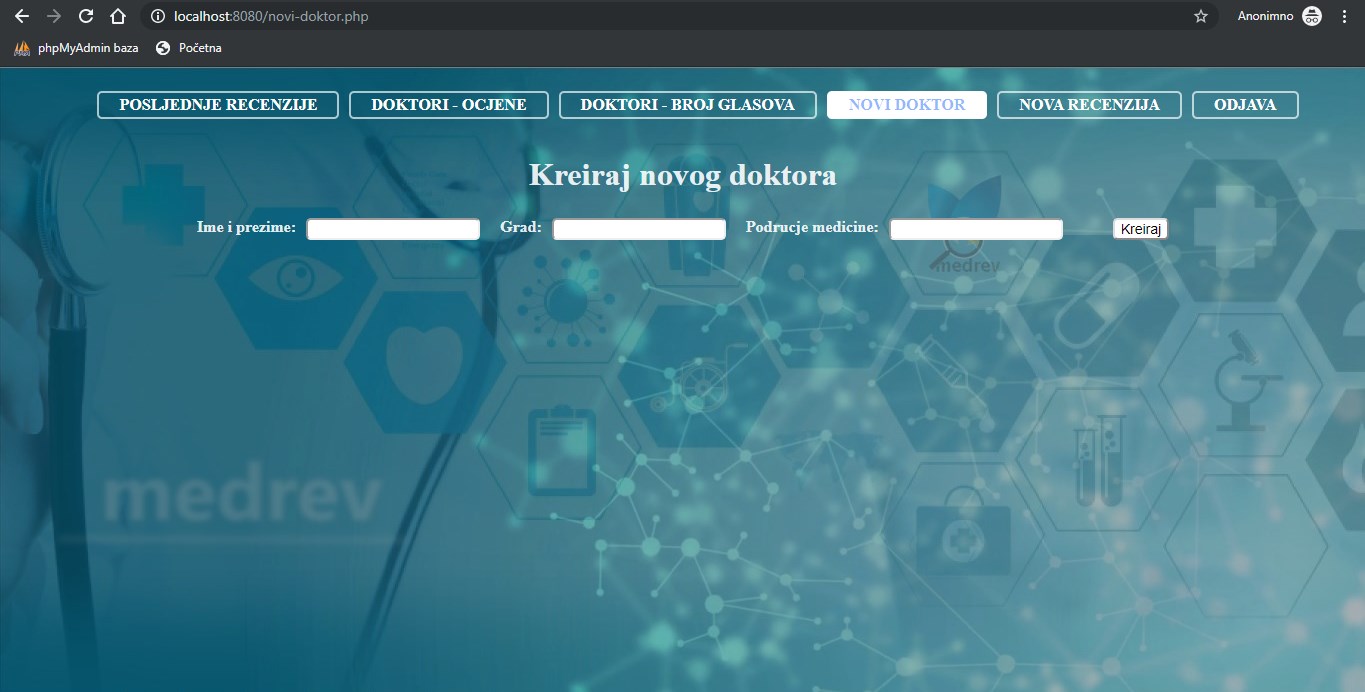 localhost:8080/novi-doktor.php
Anonimno
phpMyAdmin baza
Početna
POSLJEDNJE RECENZIJE
DOKTORI - OCJENE
DOKTORI - BROJ GLASOVA
NOVI DOKTOR
NOVA RECENZIJA
ODJAVA
Kreiraj novog doktora
Ime i prezime:
Grad:
Podrucje medicine:
Kreiraj
medrev
medrev